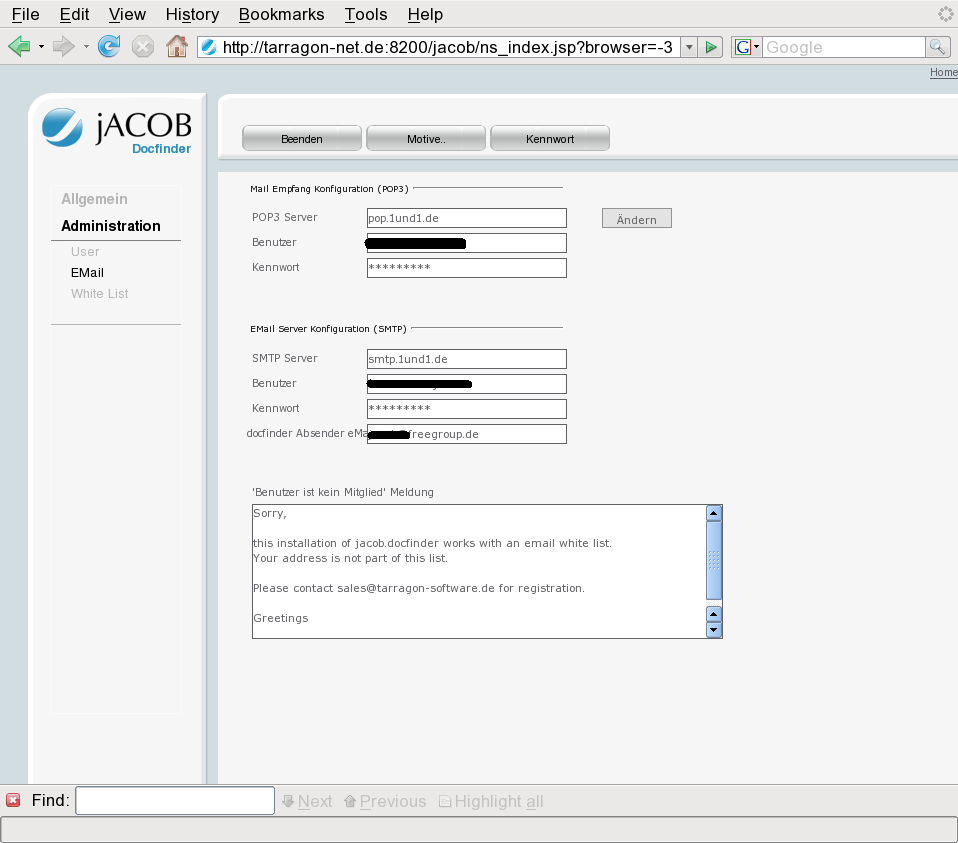 File Edit View History Bookmarks Tools Help
http://tarragon-net.de:8200/jacob/ns_index.jsp?browser=-3
G Google
Home
jACOB
Docfinder
Beenden Motive.. Kennwort
Allgemein
Administration
User
EMail
White List
Mail Empfang Konfiguration (POP3)
POP3 Server pop.1und1.de Ändern
Benutzer
Kennwort *********
EMail Server Konfiguration (SMTP)
SMTP Server smtp.1und1.de
Benutzer
Kennwort *********
docfinder Absender eMa freegroup.de
'Benutzer ist kein Mitglied' Meldung
Sorry,
this installation of jacob.docfinder works with an email white list.
Your address is not part of this list.
Please contact sales@tarragon-software.de for registration.
Greetings
Find: Next Previous Highlight all